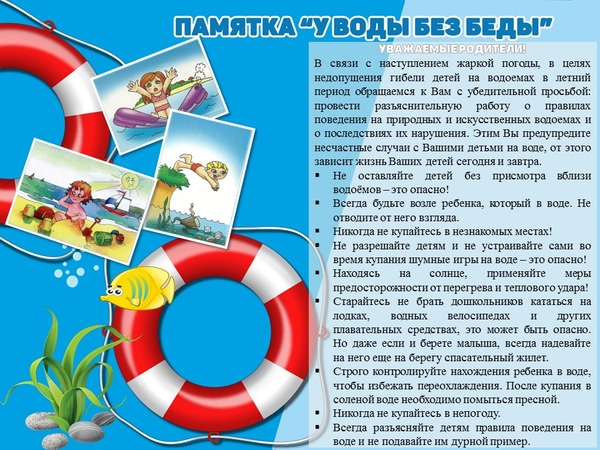 ПАМЯТКА “У ВОДЫ БЕЗ БЕДЫ”
УВАЖАЕМЫЕ РОДИТЕЛИ!
В связи с наступлением жаркой погоды, в целях
недопущения гибели детей на водоемах в летний
период обращаемся к Вам с убедительной просьбой:
провести разъяснительную работу о правилах
поведения на природных и искусственных водоемах и
о последствиях их нарушения. Этим Вы предупредите
несчастные случаи с Вашими детьми на воде, от этого
зависит жизнь Ваших детей сегодня и завтра.
▪ Не оставляйте детей без присмотра вблизи
водоёмов – это опасно!
▪ Всегда будьте возле ребенка, который в воде. Не
отводите от него взгляда.
▪ Никогда не купайтесь в незнакомых местах!
▪ Не разрешайте детям и не устраивайте сами во
время купания шумные игры на воде – это опасно!
▪ Находясь на солнце, применяйте меры
предосторожности от перегрева и теплового удара!
▪ Старайтесь не брать дошкольников кататься на
лодках, водных велосипедах и других
плавательных средствах, это может быть опасно.
Но даже если и берете малыша, всегда надевайте
на него еще на берегу спасательный жилет.
▪ Строго контролируйте нахождения ребенка в воде,
чтобы избежать переохлаждения. После купания в
соленой воде необходимо помыться пресной.
▪ Никогда не купайтесь в непогоду.
▪ Всегда разъясняйте детям правила поведения на
воде и не подавайте им дурной пример.